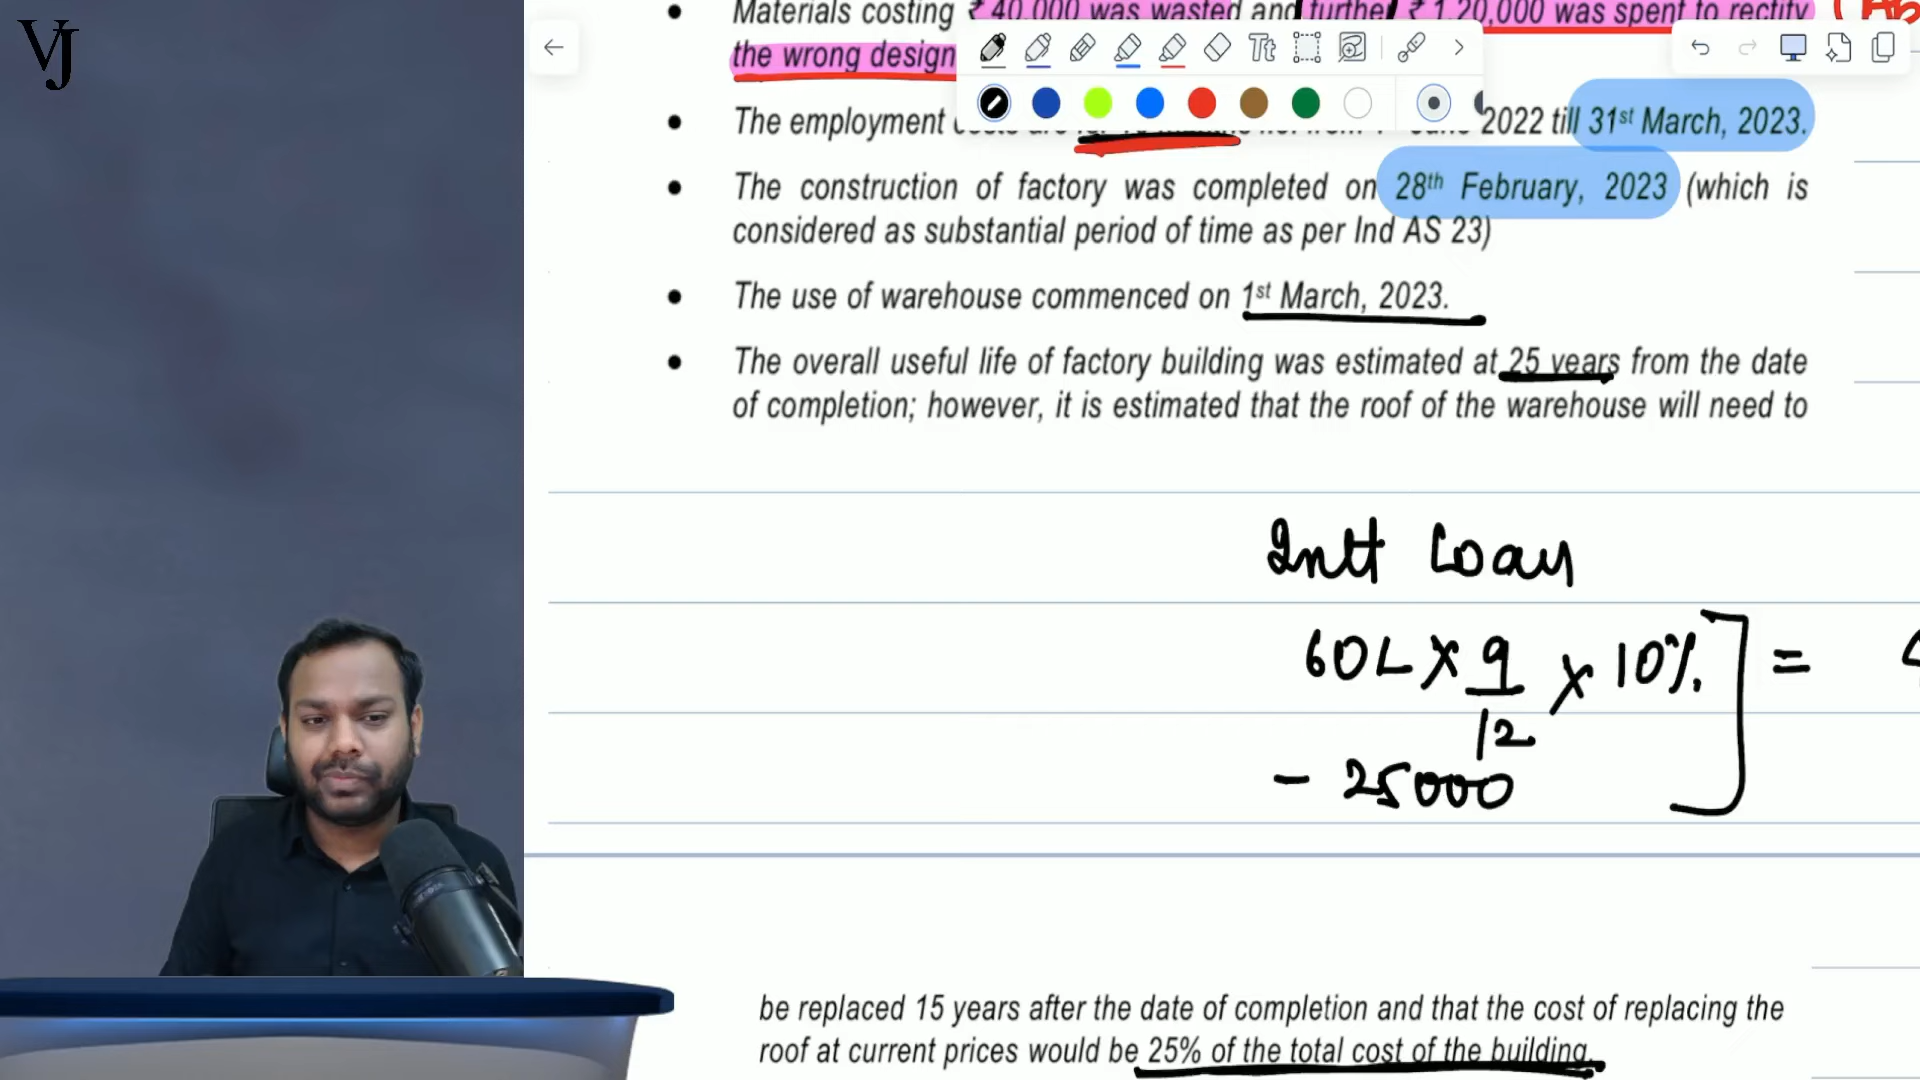 VJ
Materials costing ₹ 40,000 was wasted and further ₹ 1,20,000 was spent to rectify
the wrong design
Tt
The employment costs are 2022 till 31st March, 2023.
The construction of factory was completed on 28th February, 2023 (which is
considered as substantial period of time as per Ind AS 23)
The use of warehouse commenced on 1st March, 2023.
The overall useful life of factory building was estimated at 25 years from the date
of completion; however, it is estimated that the roof of the warehouse will need to
Intt Loan
60L X 9/12 X 10% ] =
- 25000
be replaced 15 years after the date of completion and that the cost of replacing the
roof at current prices would be 25% of the total cost of the building.